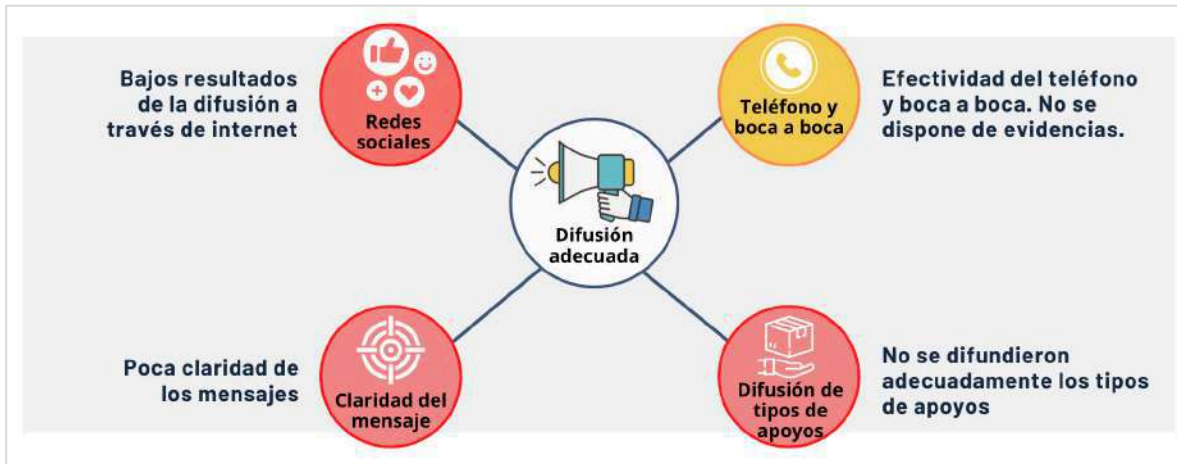 Bajos resultados
de la difusión a
través de internet
Redes
sociales
Teléfono y
boca a boca
Efectividad del teléfono
y boca a boca. No se
dispone de evidencias.
Difusión
adecuada
Poca claridad de
los mensajes
Claridad del
mensaje
Difusión de
tipos de
apoyos
No se difundieron
adecuadamente los tipos
de apoyos